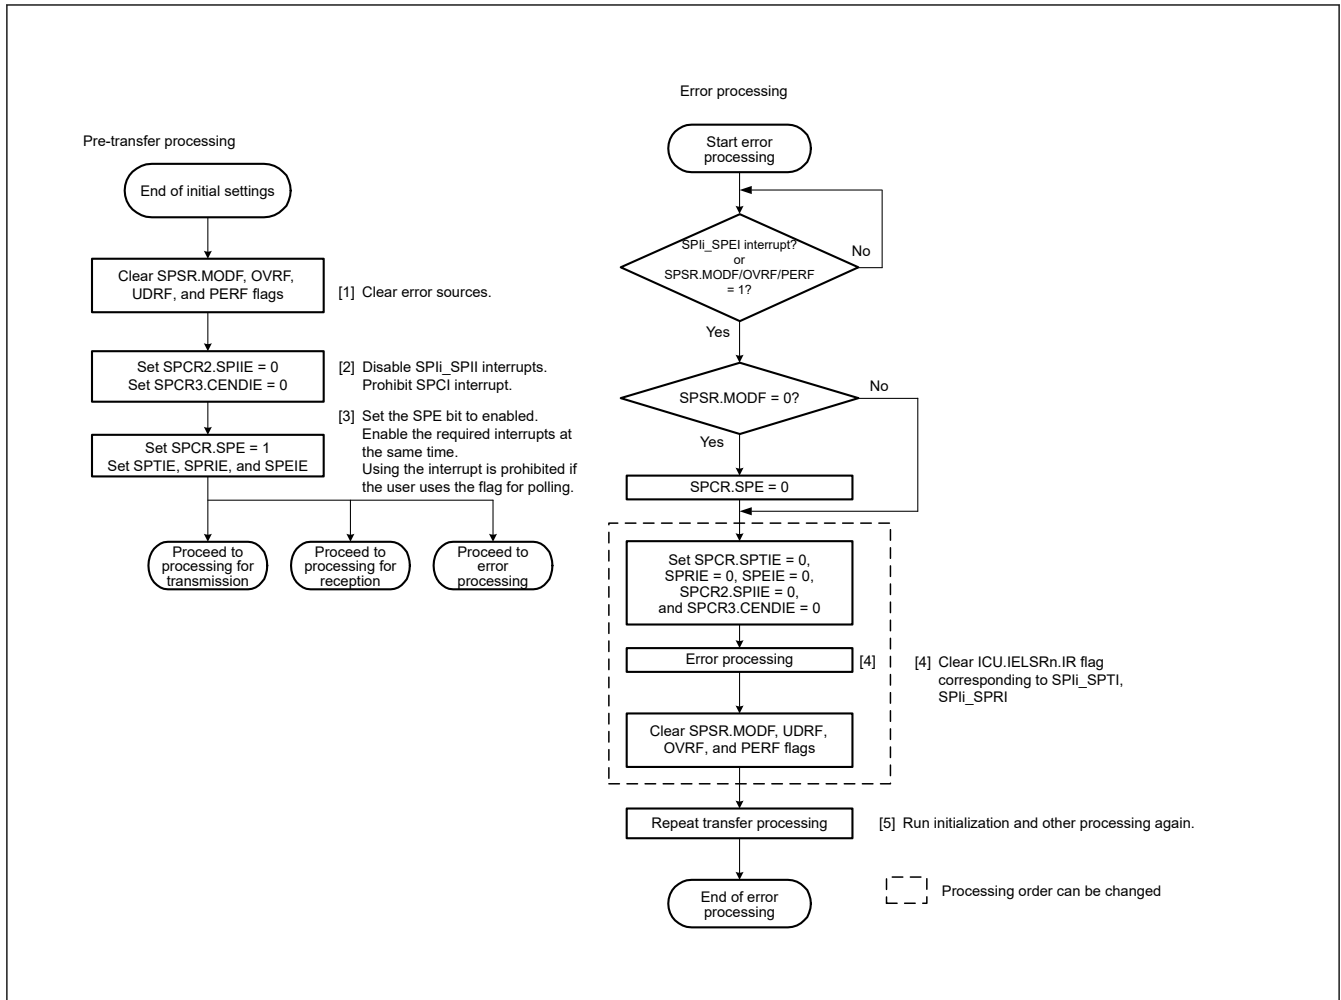 Pre-transfer processing
End of initial settings
Clear SPSR.MODF, OVRF,
UDRF, and PERF flags
[1] Clear error sources.
Set SPCR2.SPIIE = 0
Set SPCR3.CENDIE = 0
[2] Disable SPIi_SPII interrupts.
Prohibit SPCI interrupt.
Set SPCR.SPE = 1
Set SPTIE, SPRIE, and SPEIE
[3] Set the SPE bit to enabled.
Enable the required interrupts at
the same time.
Using the interrupt is prohibited if
the user uses the flag for polling.
Proceed to
processing for
transmission
Proceed to
processing for
reception
Proceed to
error
processing
Error processing
Start error
processing
SPIi_SPEI interrupt?
or
SPSR.MODF/OVRF/PERF
= 1?
No
Yes
SPSR.MODF = 0?
No
Yes
SPCR.SPE = 0
Set SPCR.SPTIE = 0,
SPRIE = 0, SPEIE = 0,
SPCR2.SPIIE = 0,
and SPCR3.CENDIE = 0
Error processing
[4]
[4] Clear ICU.IELSRn.IR flag
corresponding to SPIi_SPTI,
SPIi_SPRI
Clear SPSR.MODF, UDRF,
OVRF, and PERF flags
Repeat transfer processing
[5] Run initialization and other processing again.
End of error
processing
Processing order can be changed